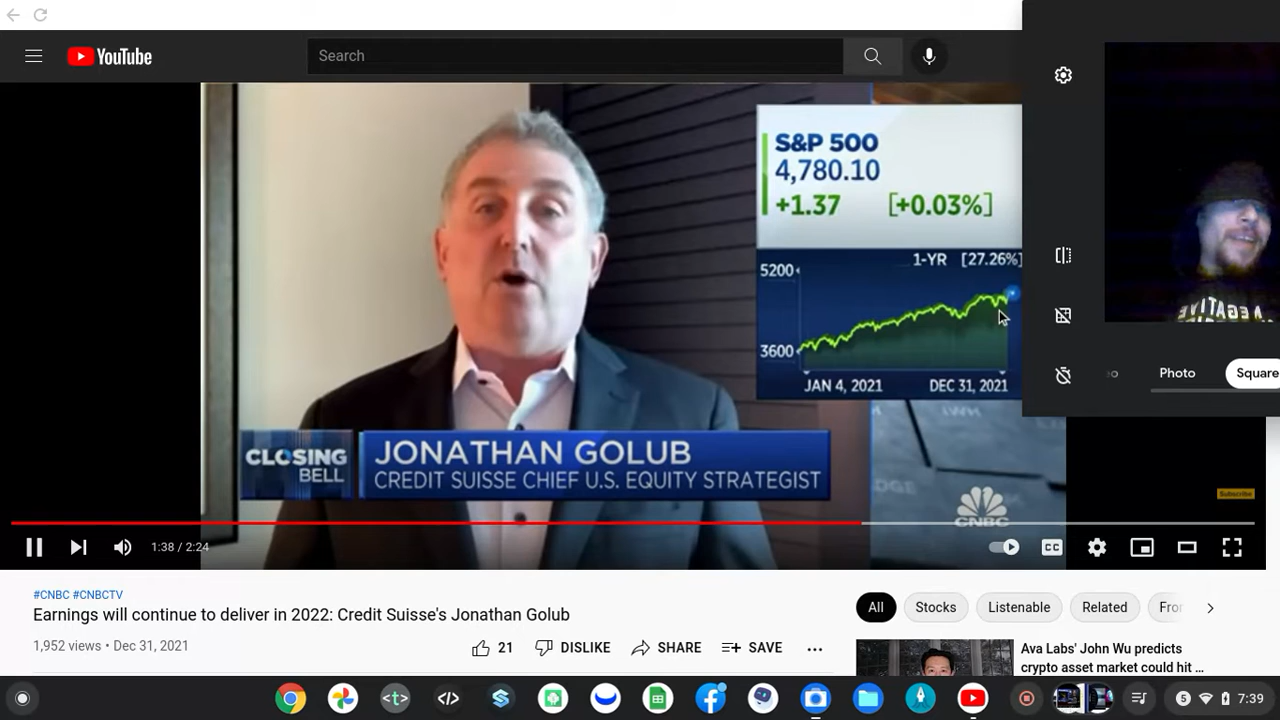 YouTube
Search
S&P 500
4,780.10
+1.37 [+0.03%]
1-YR [27.26%]
5200
3600
JAN 4, 2021 DEC 31, 2021
CLOSING
BELL
JONATHAN GOLUB
CREDIT SUISSE CHIEF U.S. EQUITY STRATEGIST
CNBC
Subscribe
Photo
Square
1:38 / 2:24
CC
#CNBC #CNBCTV
Earnings will continue to deliver in 2022: Credit Suisse's Jonathan Golub
1,952 views • Dec 31, 2021
21
DISLIKE
SHARE
SAVE
All
Stocks
Listenable
Related
Fror
Ava Labs' John Wu predicts
crypto asset market could hit ...
<t>
</>
5
7:39